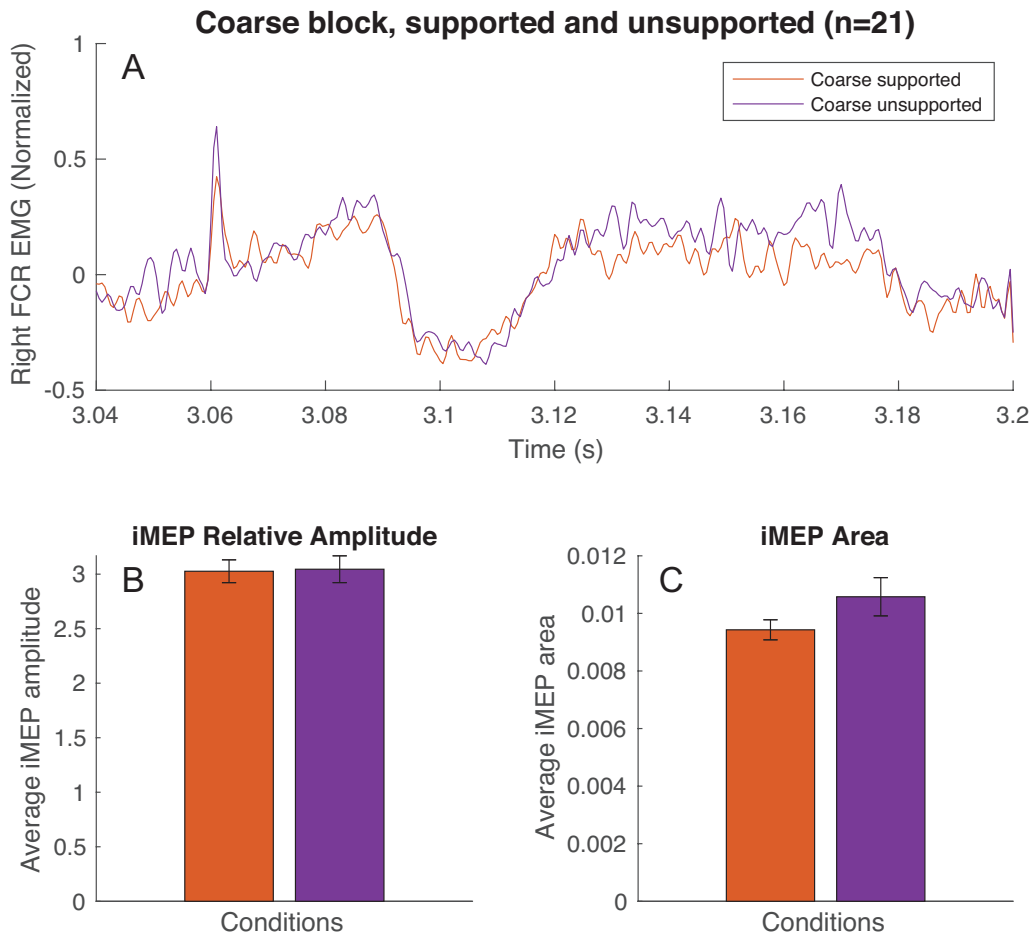 Coarse block, supported and unsupported (n=21)
A
Coarse supported
Coarse unsupported
Right FCR EMG (Normalized)
1
0.5
0
-0.5
3.04 3.06 3.08 3.1 3.12 3.14 3.16 3.18 3.2
Time (s)
iMEP Relative Amplitude
B
Average iMEP amplitude
3
2.5
2
1.5
1
0.5
0
Conditions
iMEP Area
C
Average iMEP area
0.012
0.01
0.008
0.006
0.004
0.002
0
Conditions